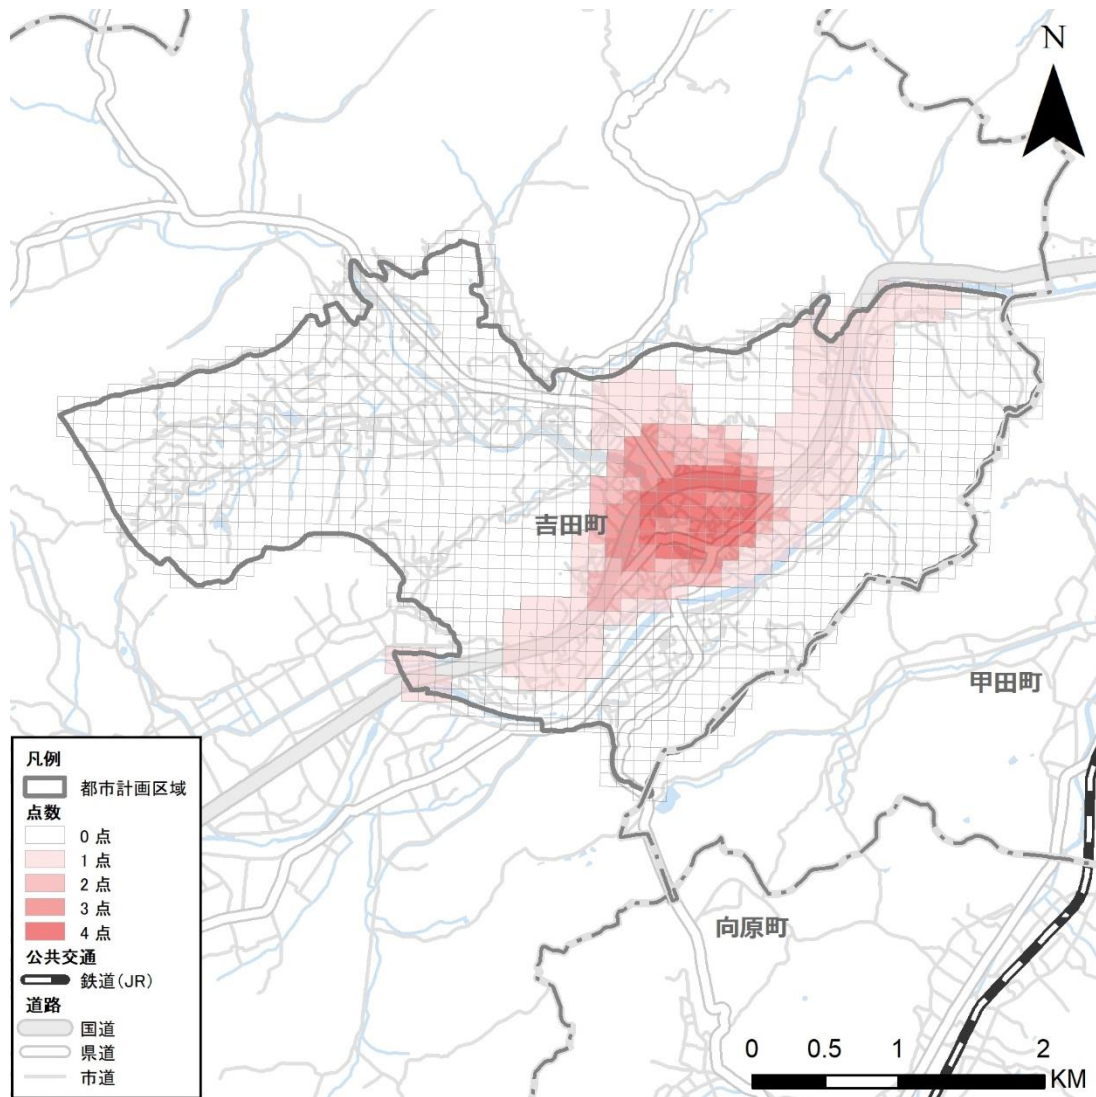 N
吉田町
甲田町
向原町
凡例
都市計画区域
点数
0 点
1 点
2 点
3 点
4 点
公共交通
鉄道(JR)
道路
国道
県道
市道
0 0.5 1 2
KM